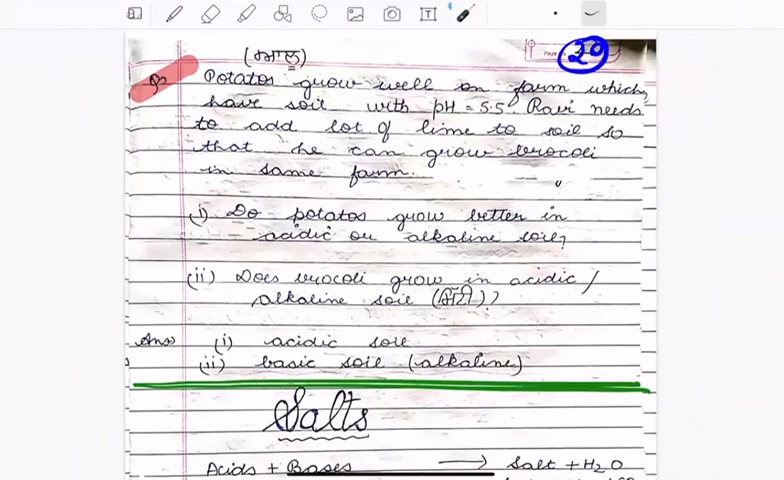 (ਆਲੂ)
29
Q? Potatos grow well on farm which
have soil with pH = 5.5. Ravi needs
to add lot of lime to soil so
that he can grow brocoli
in same farm.
i) Do potatos grow better in
acidic or alkaline soil?
(ii) Does brocoli grow in acidic /
alkaline soil (ਮਿੱਟੀ)?
Ans) (i) acidic soil
(ii) basic soil (alkaline)
Salts
Acids + Bases → Salt + H2O